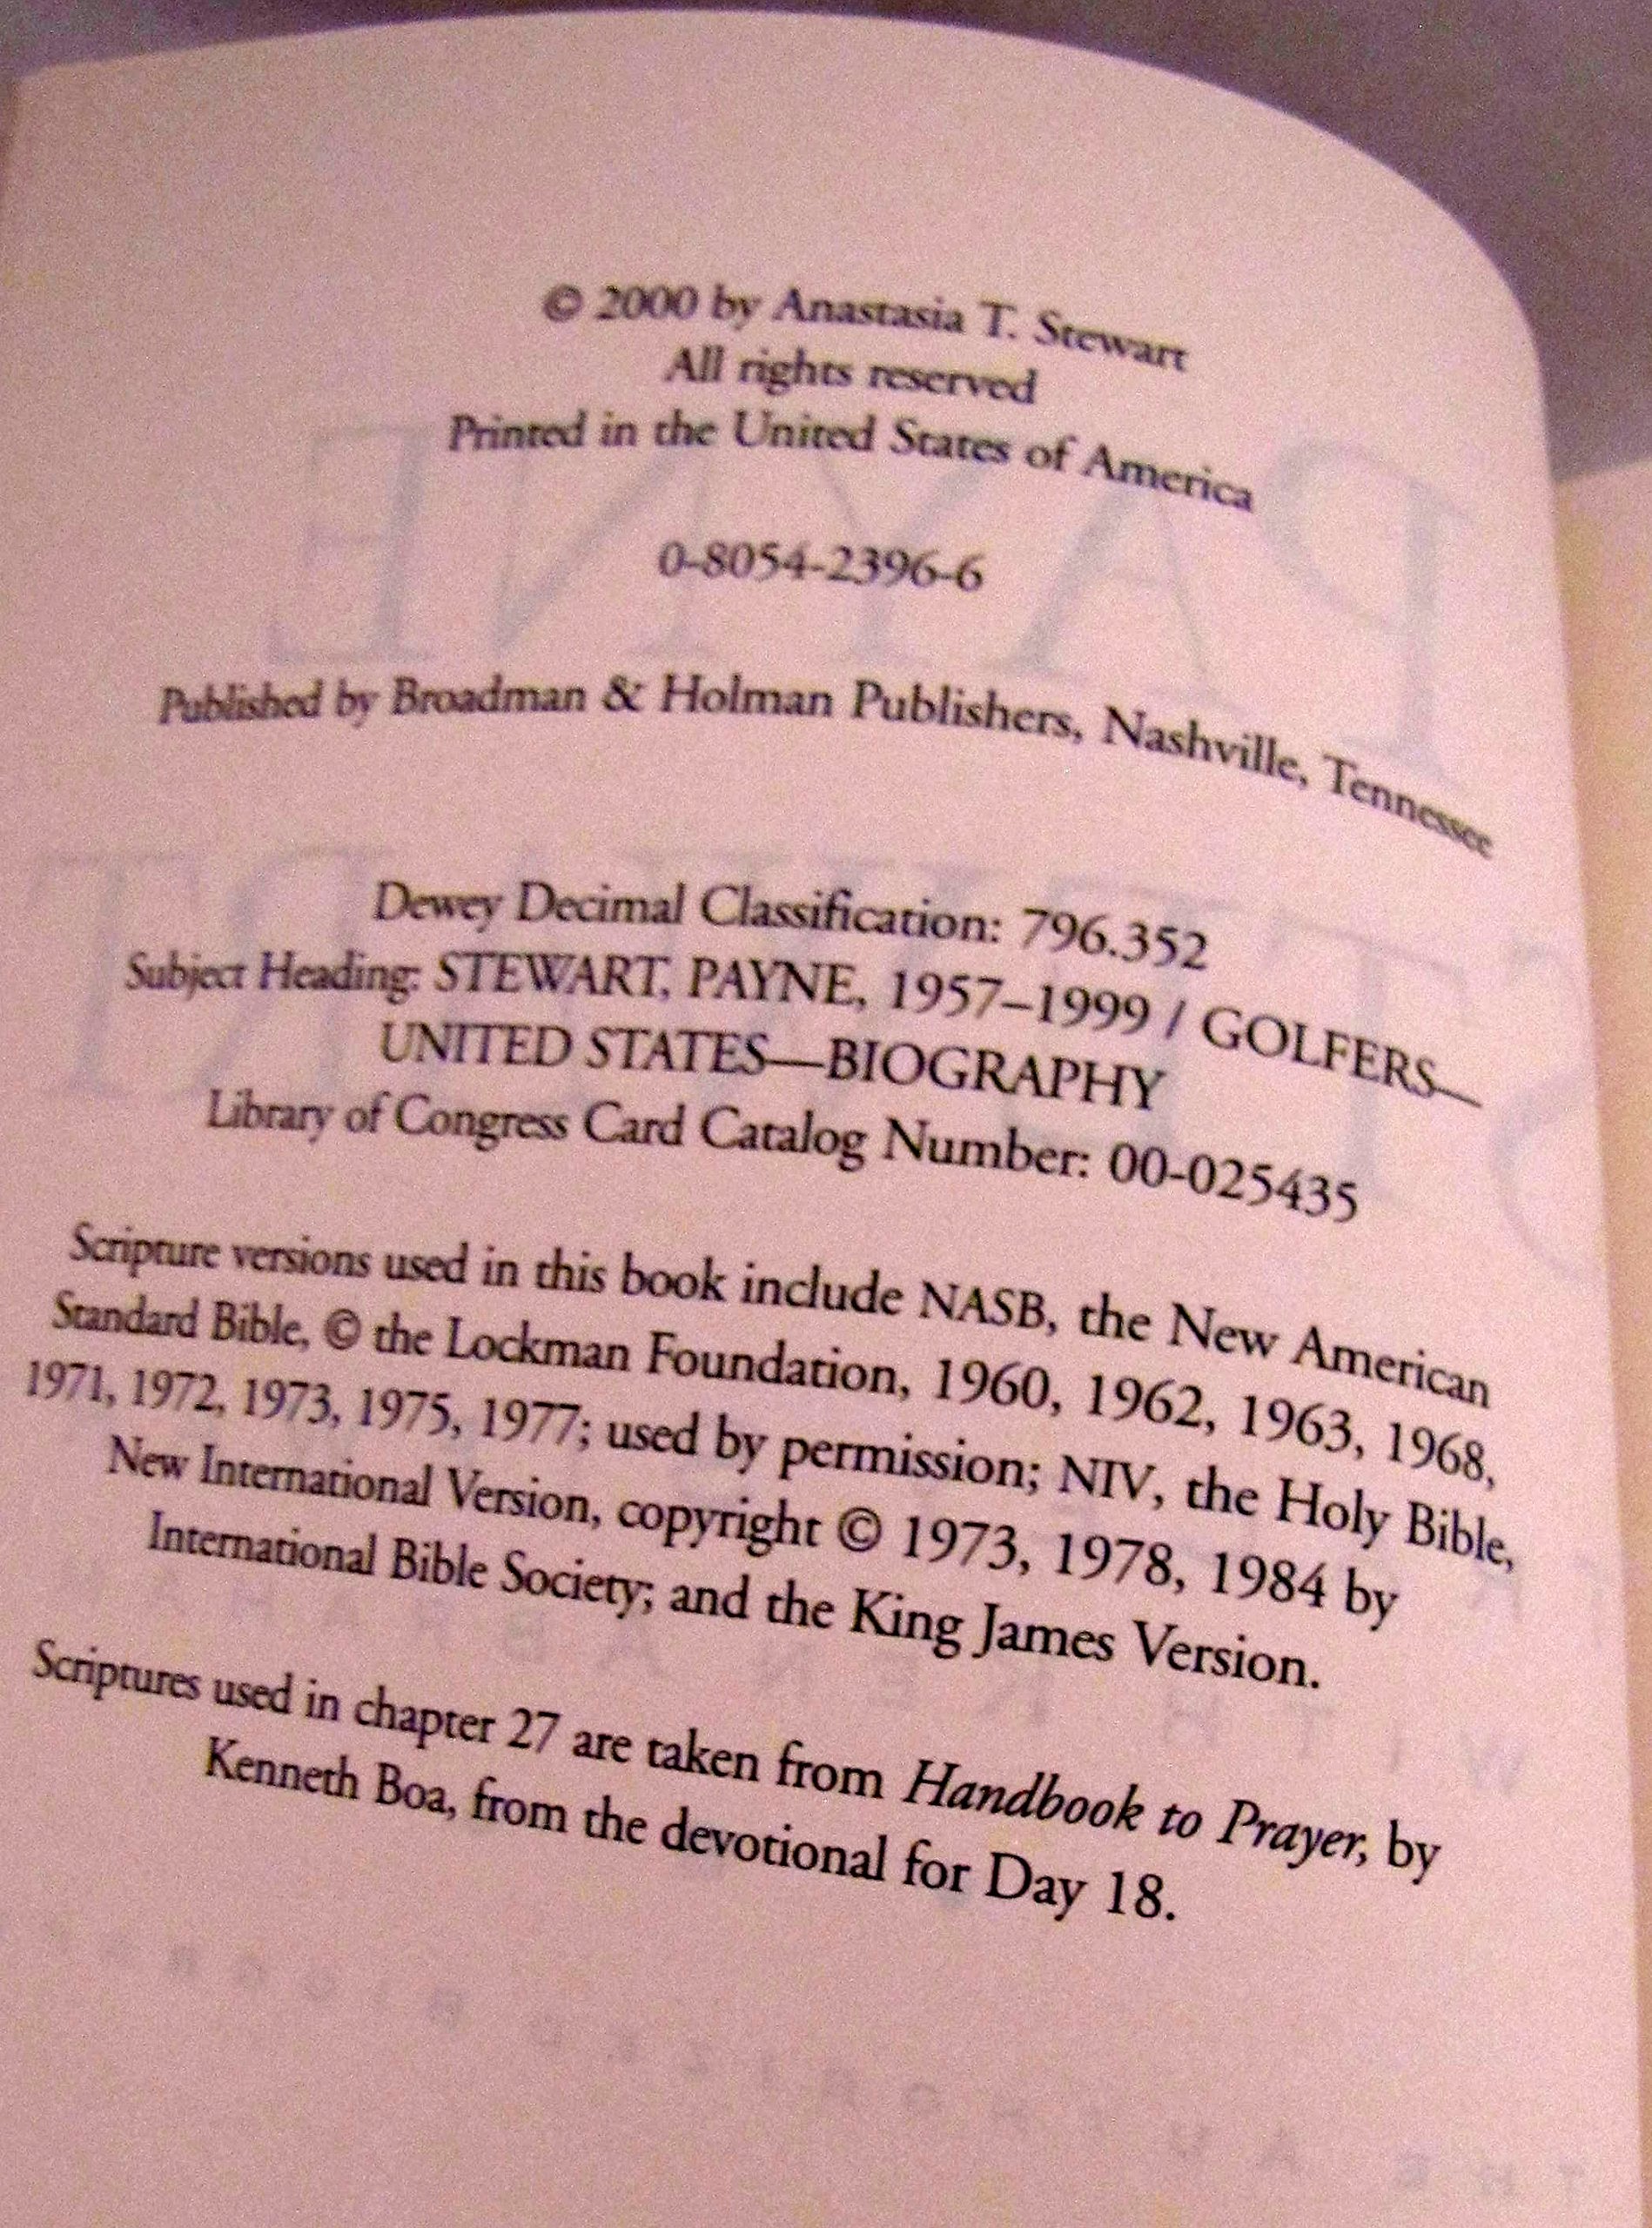 © 2000 by Anastasia T. Stewart
All rights reserved
Printed in the United States of America
0-8054-2396-6
Published by Broadman & Holman Publishers, Nashville, Tennessee
Dewey Decimal Classification: 796.352
Subject Heading: STEWART, PAYNE, 1957–1999 / GOLFERS—
UNITED STATES—BIOGRAPHY
Library of Congress Card Catalog Number: 00-025435
Scripture versions used in this book include NASB, the New American
Standard Bible, © the Lockman Foundation, 1960, 1962, 1963, 1968,
1971, 1972, 1973, 1975, 1977; used by permission; NIV, the Holy Bible,
New International Version, copyright © 1973, 1978, 1984 by
International Bible Society; and the King James Version.
Scriptures used in chapter 27 are taken from Handbook to Prayer, by
Kenneth Boa, from the devotional for Day 18.